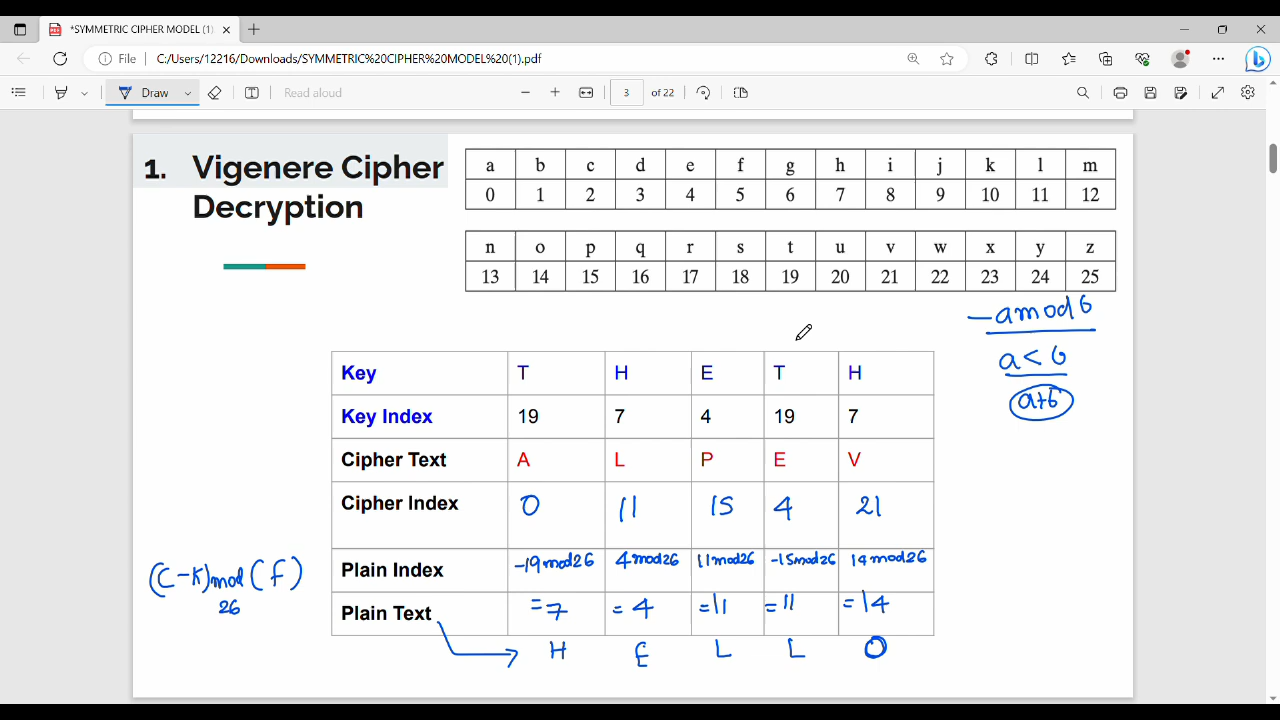 *SYMMETRIC CIPHER MODEL (1)
File C:/Users/12216/Downloads/SYMMETRIC%20CIPHER%20MODEL%20(1).pdf
Draw Read aloud 3 of 22
1. Vigenere Cipher
Decryption
a b c d e f g h i j k l m
0 1 2 3 4 5 6 7 8 9 10 11 12
n o p q r s t u v w x y z
13 14 15 16 17 18 19 20 21 22 23 24 25
-a mod 6
a < 6
a+6
Key T H E T H
Key Index 19 7 4 19 7
Cipher Text A L P E V
Cipher Index 0 11 15 4 21
(C-K) mod 26 (F)
Plain Index -19mod26 4mod26 11mod26 -15mod26 14mod26
Plain Text =7 =4 =11 =11 =14
H E L L O